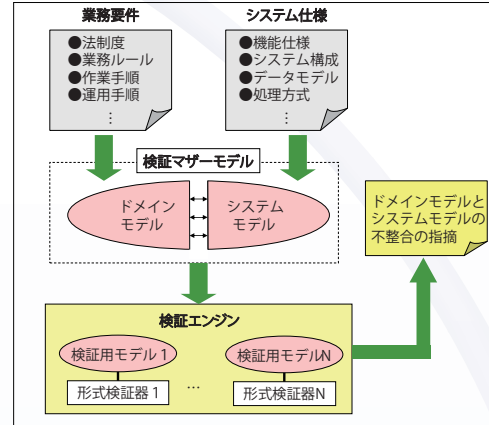 業務要件
システム仕様
●法制度
●業務ルール
●作業手順
●運用手順
⋮
●機能仕様
●システム構成
●データモデル
●処理方式
⋮
検証マザーモデル
ドメイン
モデル
システム
モデル
ドメインモデルと
システムモデルの
不整合の指摘
検証エンジン
検証用モデル1
検証用モデルN
形式検証器1
…
形式検証器N